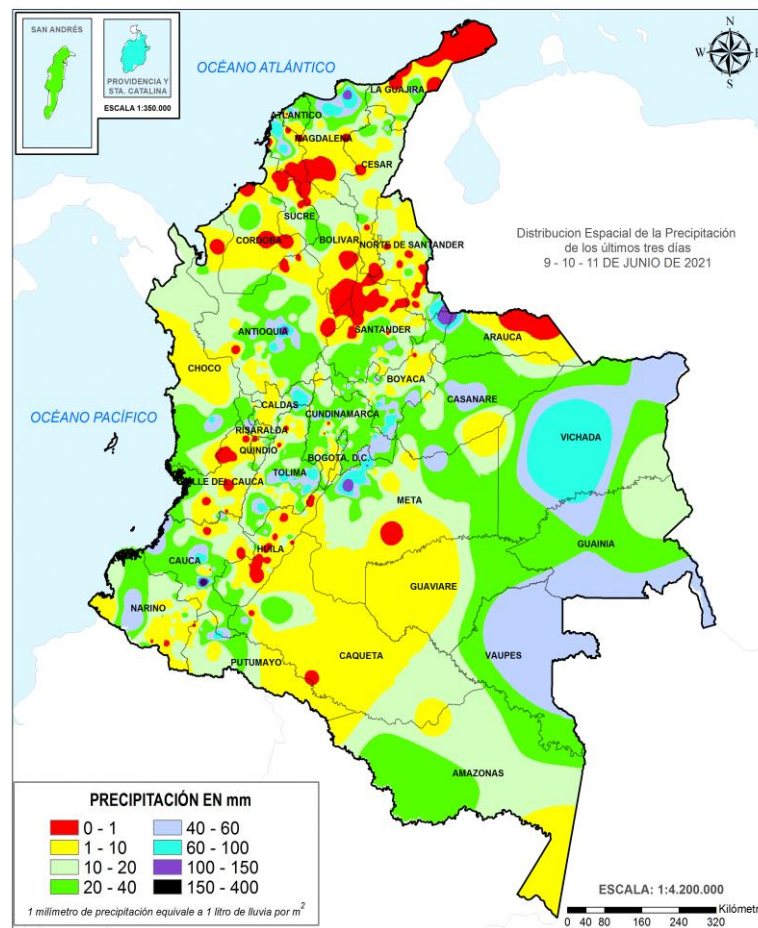 SAN ANDRÉS
PROVIDENCIA Y
STA. CATALINA
ESCALA 1:350.000
OCÉANO ATLÁNTICO
N
W
E
S
LA GUAJIRA
ATLANTICO
MAGDALENA
CESAR
SUCRE
CORDOBA
BOLIVAR
NORTE DE SANTANDER
Distribucion Espacial de la Precipitación
de los últimos tres días
9 - 10 - 11 DE JUNIO DE 2021
ANTIOQUIA
SANTANDER
ARAUCA
CHOCO
BOYACA
CASANARE
OCÉANO PACÍFICO
CALDAS
CUNDINAMARCA
RISARALDA
VICHADA
QUINDIO
BOGOTA, D.C.
TOLIMA
VALLE DEL CAUCA
META
GUAINIA
CAUCA
HUILA
GUAVIARE
NARINO
CAQUETA
VAUPES
PUTUMAYO
AMAZONAS
PRECIPITACIÓN EN mm
0 - 1
40 - 60
1 - 10
60 - 100
10 - 20
100 - 150
20 - 40
150 - 400
1 milímetro de precipitación equivale a 1 litro de lluvia por m²
ESCALA: 1:4.200.000
Kilómetr
0 40 80 160 240 320